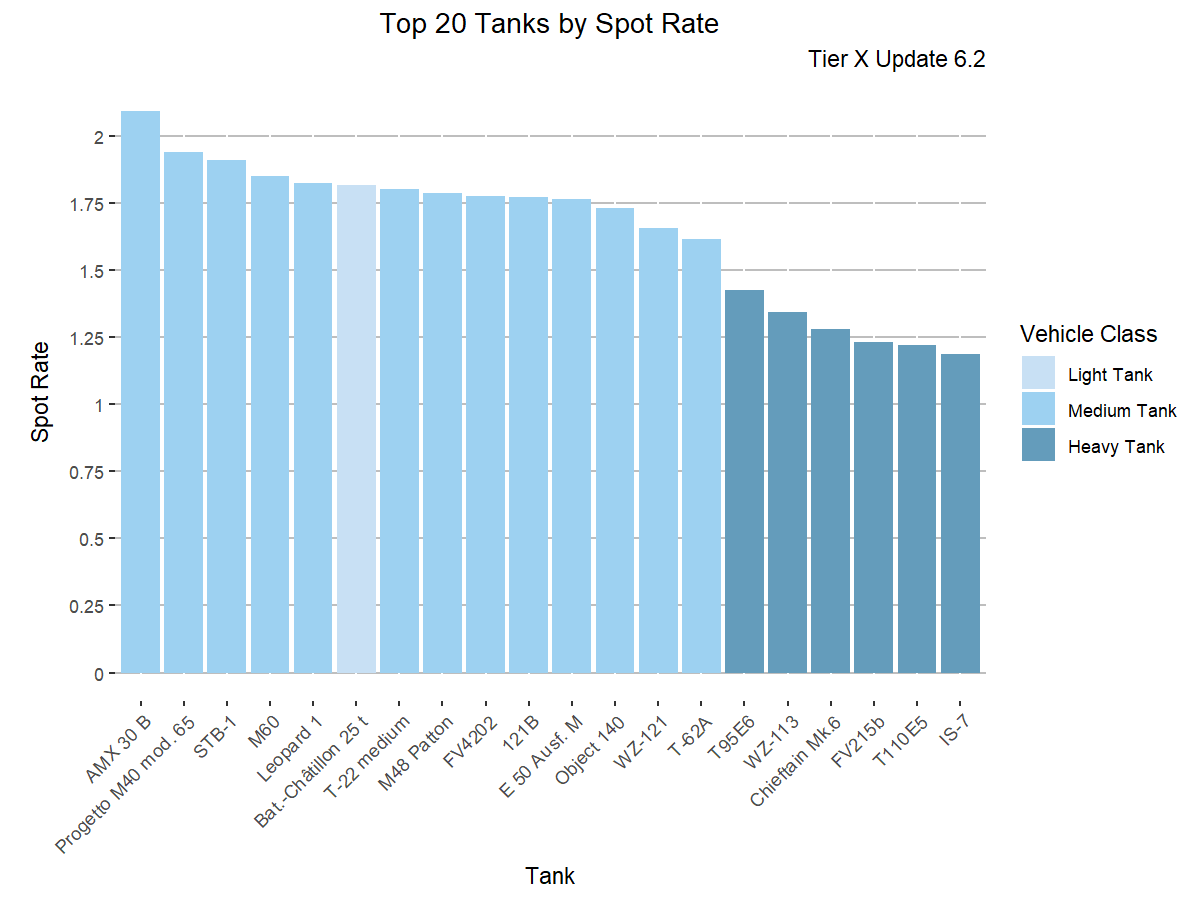 Top 20 Tanks by Spot Rate
Tier X Update 6.2
Spot Rate
2
1.75
1.5
1.25
1
0.75
0.5
0.25
0
AMX 30 B
Progetto M40 mod. 65
STB-1
M60
Leopard 1
Bat.-Châtillon 25 t
T-22 medium
M48 Patton
FV4202
121B
E 50 Ausf. M
Object 140
WZ-121
T-62A
T95E6
WZ-113
Chieftain Mk.6
FV215b
T110E5
IS-7
Tank
Vehicle Class
Light Tank
Medium Tank
Heavy Tank